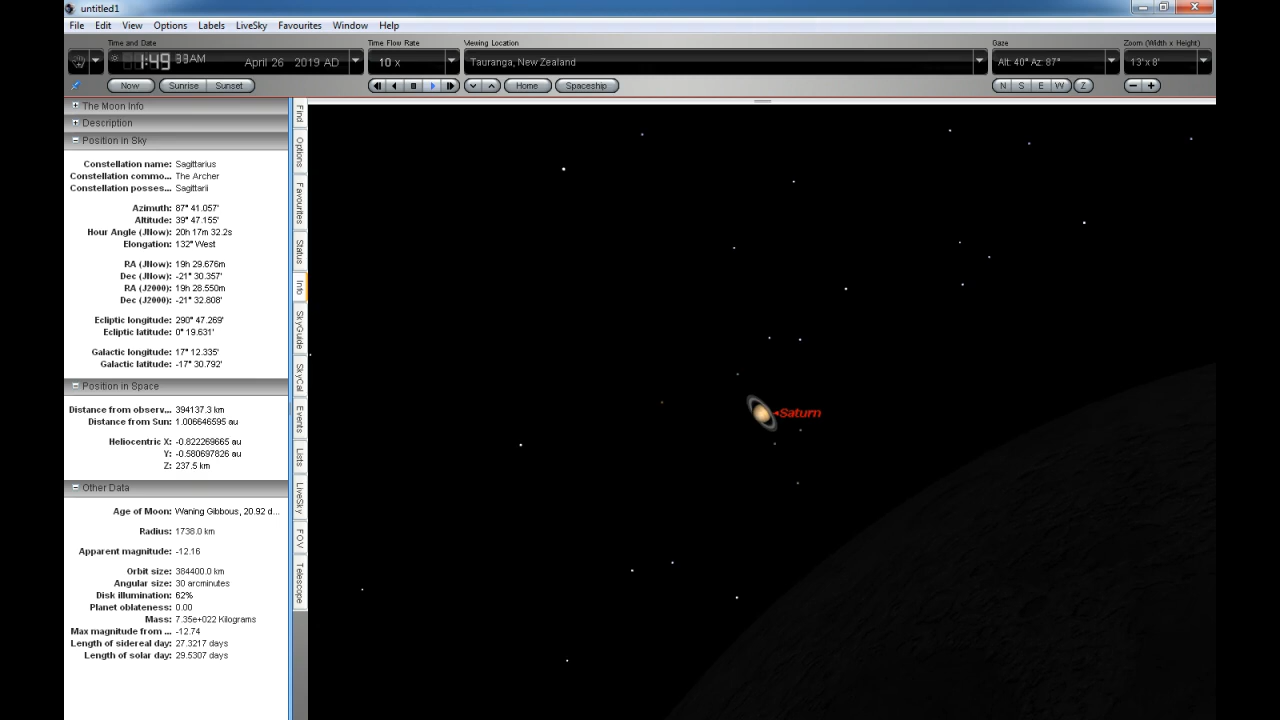 untitled1
File Edit View Options Labels LiveSky Favourites Window Help
Time and Date Time Flow Rate Viewing Location Gaze Zoom (Width x Height)
1:49 33 AM April 26 2019 AD 10 x Tauranga, New Zealand Alt: 40° Az: 87° 13' x 8'
Now Sunrise Sunset Home Spaceship N S E W Z
The Moon Info
Description
Position in Sky
Constellation name: Sagittarius
Constellation commo... The Archer
Constellation posses... Sagittarii
Azimuth: 87° 41.057'
Altitude: 39° 47.155'
Hour Angle (JNow): 20h 17m 32.2s
Elongation: 132° West
RA (JNow): 19h 29.676m
Dec (JNow): -21° 30.357'
RA (J2000): 19h 28.550m
Dec (J2000): -21° 32.808'
Ecliptic longitude: 290° 47.269'
Ecliptic latitude: 0° 19.631'
Galactic longitude: 17° 12.335'
Galactic latitude: -17° 30.792'
Position in Space
Distance from observ... 394137.3 km
Distance from Sun: 1.006646595 au
Heliocentric X: -0.822269665 au
Y: -0.580697826 au
Z: 237.5 km
Other Data
Age of Moon: Waning Gibbous, 20.92 d...
Radius: 1738.0 km
Apparent magnitude: -12.16
Orbit size: 384400.0 km
Angular size: 30 arcminutes
Disk illumination: 62%
Planet oblateness: 0.00
Mass: 7.35e+022 Kilograms
Max magnitude from ... -12.74
Length of sidereal day: 27.3217 days
Length of solar day: 29.5307 days
Find
Options
Favourites
Status
Info
SkyGuide
SkyCal
Events
Lists
LiveSky
FOV
Telescope
Saturn